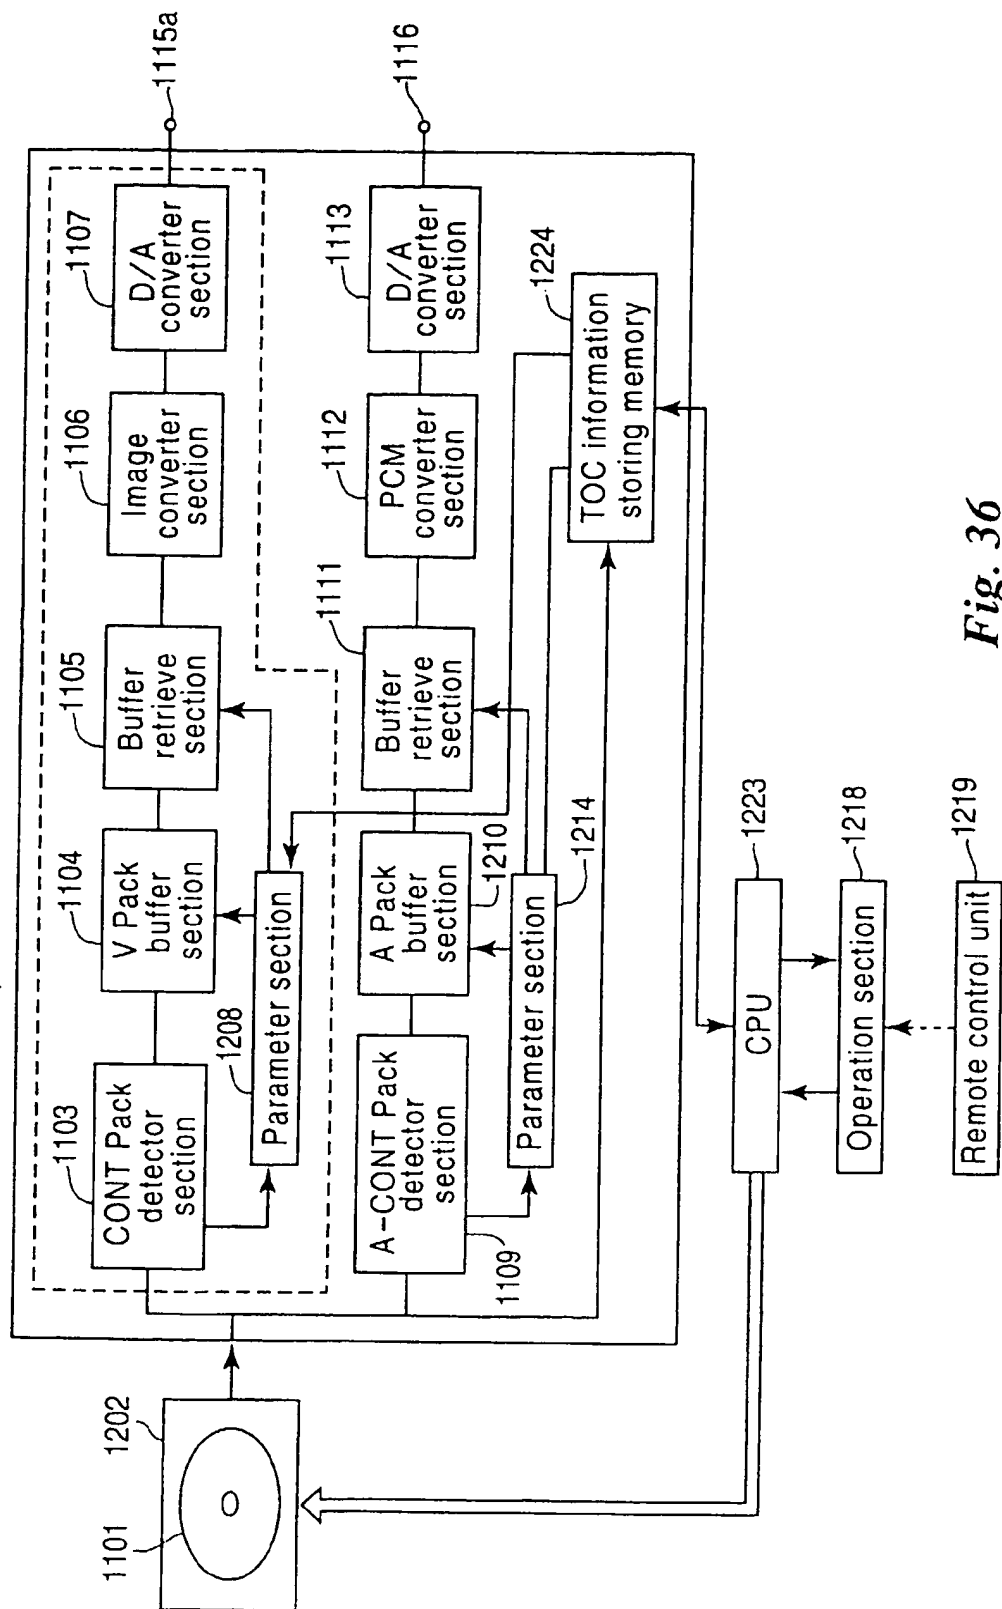 1101
1202
1103
CONT Pack
detector
section
1104
V Pack
buffer
section
1105
Buffer
retrieve
section
1106
Image
converter
section
1107
D/A
converter
section
1115a
1208
Parameter section
A-CONT Pack
detector
section
1109
A Pack
buffer
section
1210
Buffer
retrieve
section
1111
PCM
converter
section
1112
D/A
converter
section
1113
1116
Parameter section
1214
TOC information
storing memory
1224
CPU
1223
Operation section
1218
Remote control unit
1219
Fig. 36